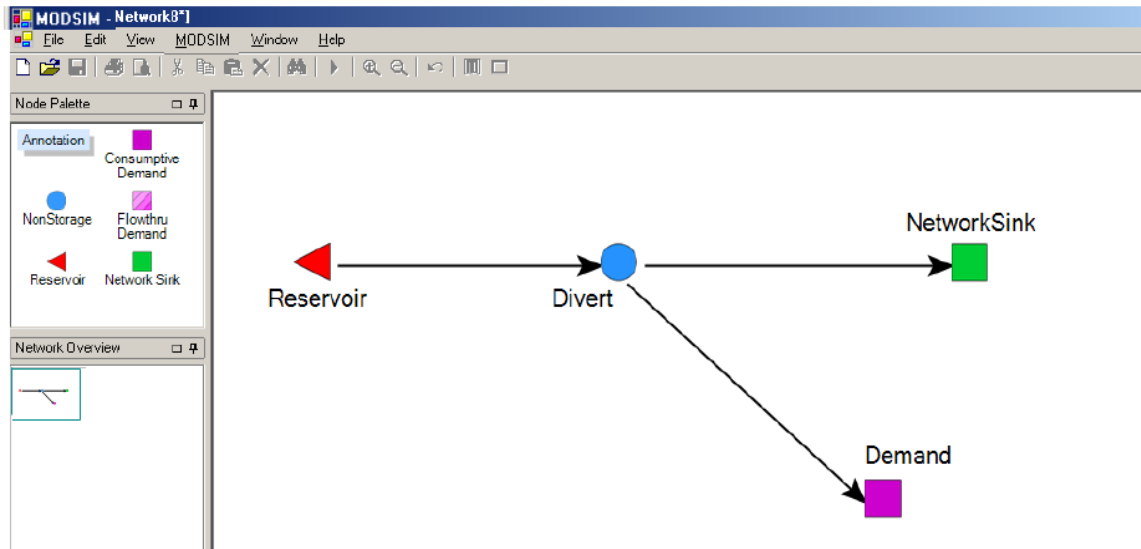 MODSIM - Network8*]
File Edit View MODSIM Window Help
Node Palette
Annotation
Consumptive
Demand
NonStorage
Flowthru
Demand
Reservoir
Network Sink
Network Overview
NetworkSink
Reservoir
Divert
Demand